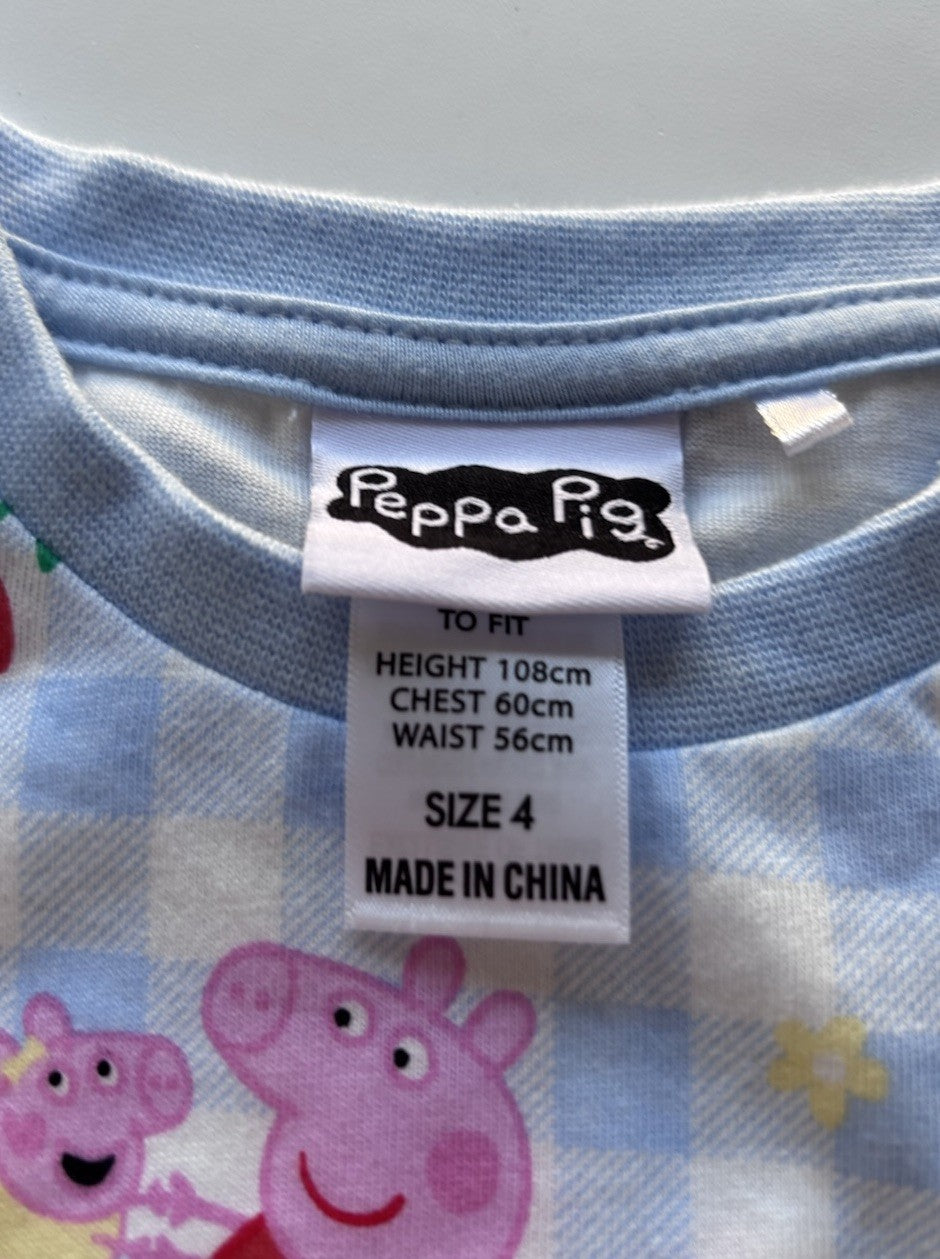 Peppa Pig
TO FIT
HEIGHT 108cm
CHEST 60cm
WAIST 56cm
SIZE 4
MADE IN CHINA